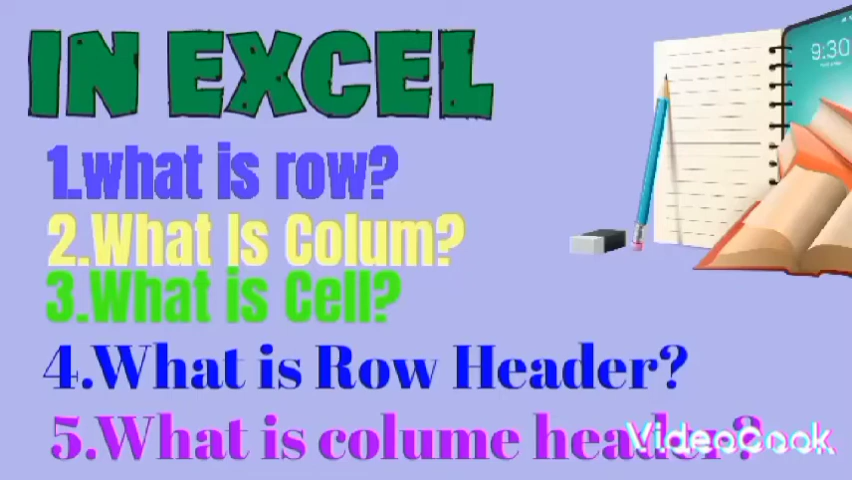 IN EXCEL
9:30
1.what is row?
2.What Is Colum?
3.What is Cell?
4.What is Row Header?
5.What is colume header?
VideoCook